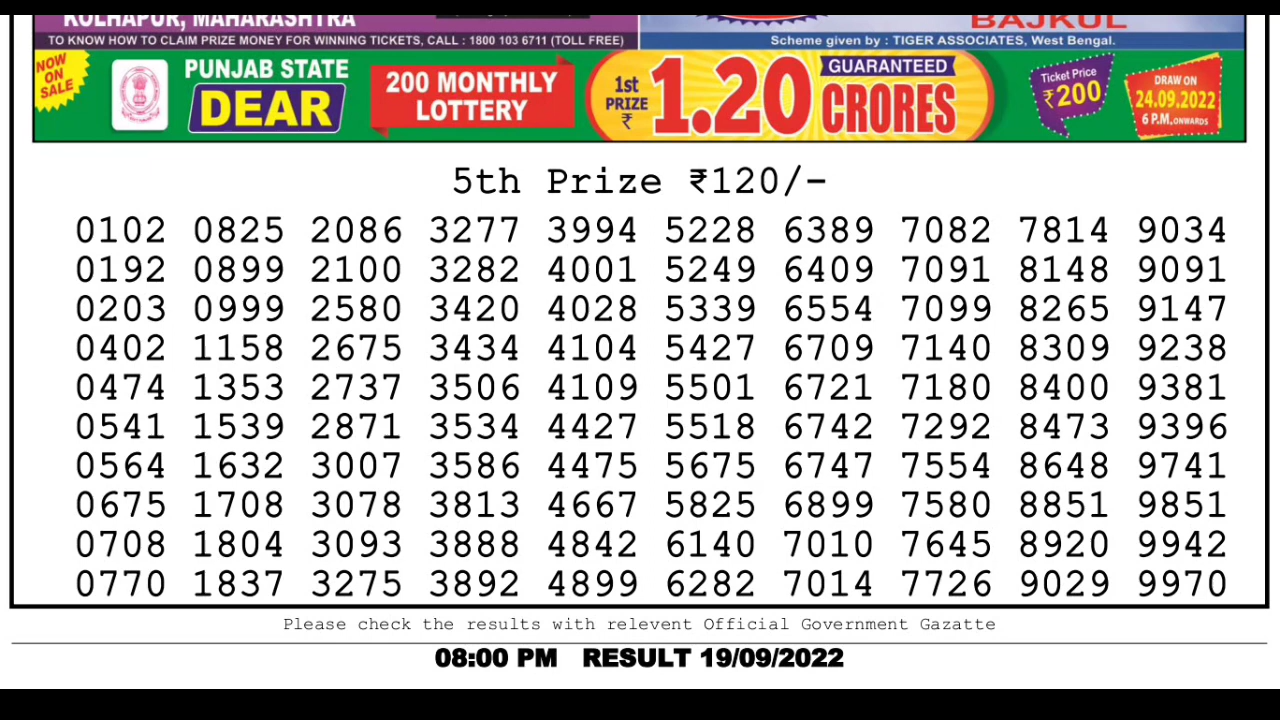 KOLHAPUR, MAHARASHTRA
BAJKUL
TO KNOW HOW TO CLAIM PRIZE MONEY FOR WINNING TICKETS, CALL : 1800 103 6711 (TOLL FREE)
Scheme given by : TIGER ASSOCIATES, West Bengal.
NOW ON SALE
PUNJAB STATE
DEAR
200 MONTHLY
LOTTERY
1st
PRIZE
₹
1.20
GUARANTEED
CRORES
Ticket Price
₹200
DRAW ON
24.09.2022
6 P.M. ONWARDS
5th Prize ₹120/-
0102 0825 2086 3277 3994 5228 6389 7082 7814 9034
0192 0899 2100 3282 4001 5249 6409 7091 8148 9091
0203 0999 2580 3420 4028 5339 6554 7099 8265 9147
0402 1158 2675 3434 4104 5427 6709 7140 8309 9238
0474 1353 2737 3506 4109 5501 6721 7180 8400 9381
0541 1539 2871 3534 4427 5518 6742 7292 8473 9396
0564 1632 3007 3586 4475 5675 6747 7554 8648 9741
0675 1708 3078 3813 4667 5825 6899 7580 8851 9851
0708 1804 3093 3888 4842 6140 7010 7645 8920 9942
0770 1837 3275 3892 4899 6282 7014 7726 9029 9970
Please check the results with relevent Official Government Gazatte
08:00 PM RESULT 19/09/2022